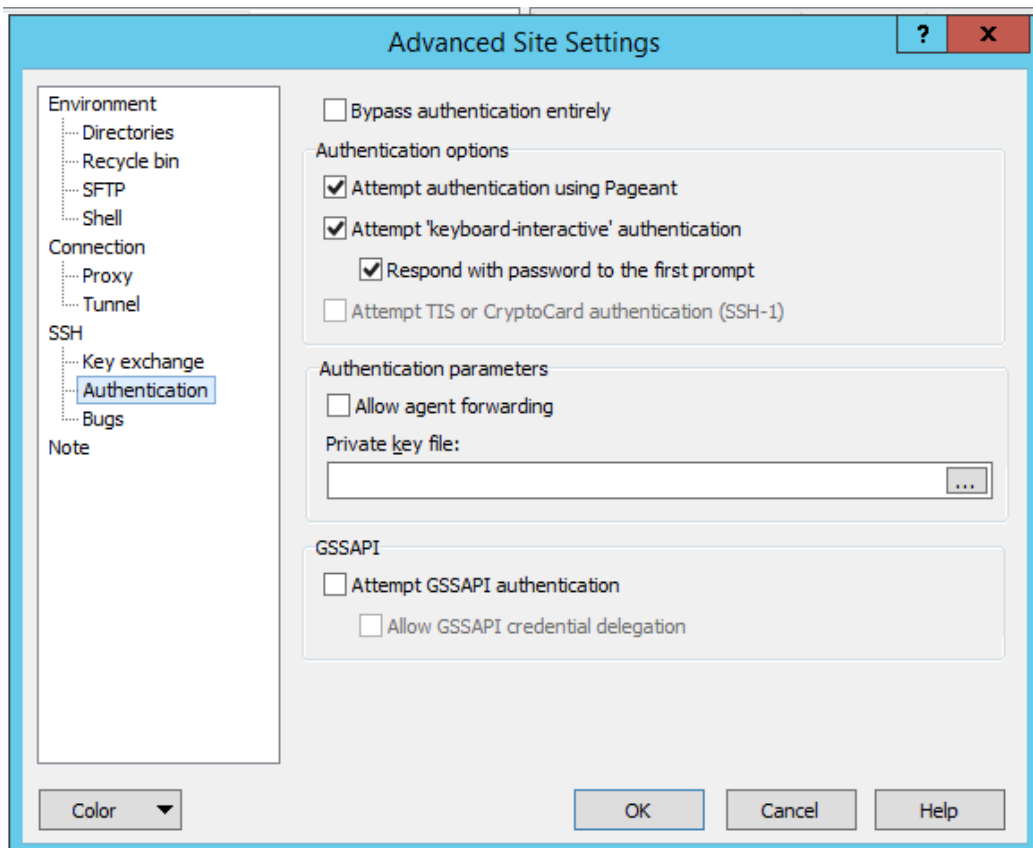 Advanced Site Settings
?
x
Environment
Directories
Recycle bin
SFTP
Shell
Connection
Proxy
Tunnel
SSH
Key exchange
Authentication
Bugs
Note
Bypass authentication entirely
Authentication options
Attempt authentication using Pageant
Attempt 'keyboard-interactive' authentication
Respond with password to the first prompt
Attempt TIS or CryptoCard authentication (SSH-1)
Authentication parameters
Allow agent forwarding
Private key file:
...
GSSAPI
Attempt GSSAPI authentication
Allow GSSAPI credential delegation
Color
OK
Cancel
Help